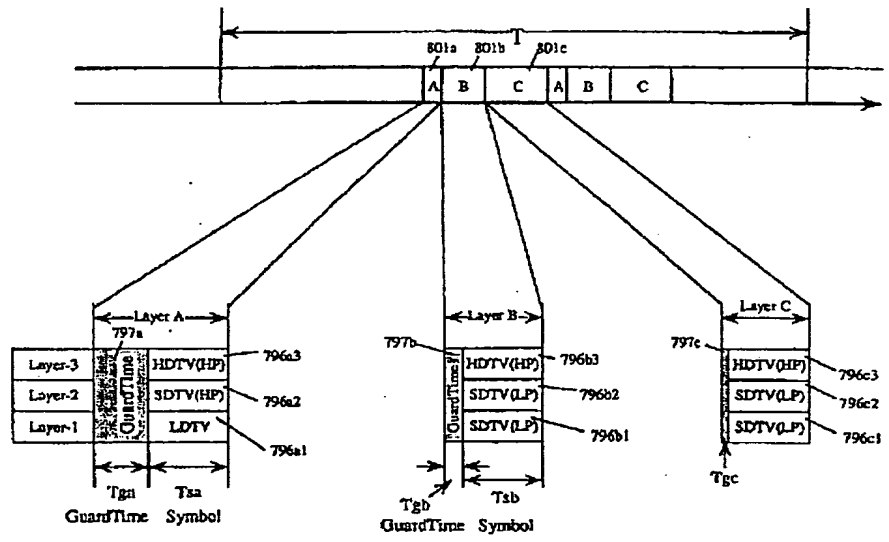 T
801a 801b 801c
A B C A B C
Layer A
Layer B
Layer C
797a
797b
797c
Layer-3 GuardTime HDTV(HP) 796a3
Layer-2 SDTV(HP) 796a2
Layer-1 LDTV 796a1
GuardTime HDTV(HP) 796b3
SDTV(LP) 796b2
SDTV(LP) 796b1
HDTV(HP) 796c3
SDTV(LP) 796c2
SDTV(LP) 796c1
Tga Tsa
GuardTime Symbol
Tgb Tsb
GuardTime Symbol
Tgc